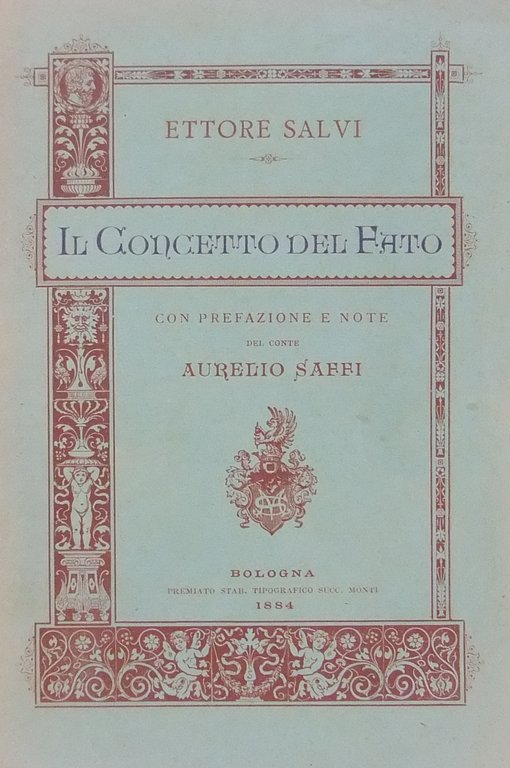 ETTORE SALVI
IL CONCETTO DEL FATO
CON PREFAZIONE E NOTE
DEL CONTE
AURELIO SAFFI
BOLOGNA
PREMIATO STAB. TIPOGRAFICO SUCC. MONTI
1884